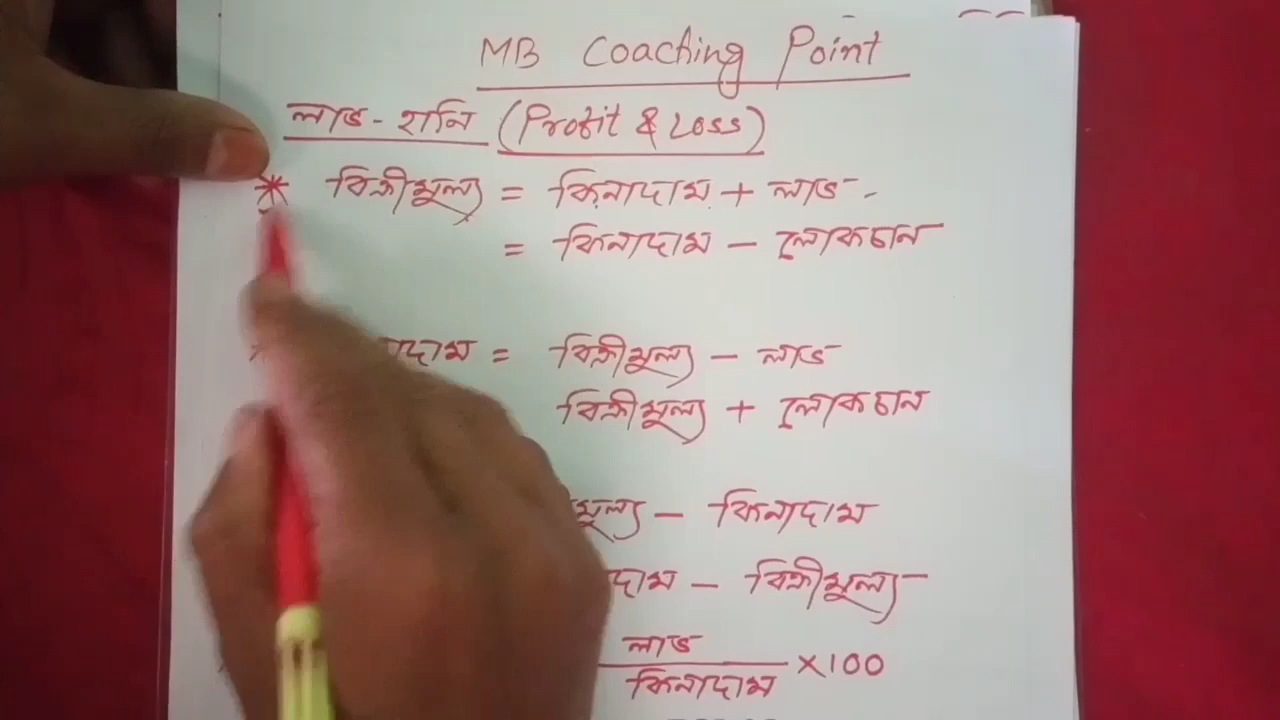 MB Coaching Point
লাভ - হানি (Profit & Loss)
* বিক্রীমূল্য = কিনাদাম + লাভ
= কিনাদাম - লোকচান
= বিক্রীমূল্য - লাভ
বিক্রীমূল্য + লোকচান
- কিনাদাম
- বিক্রীমূল্য
লাভ
কিনাদাম ×100